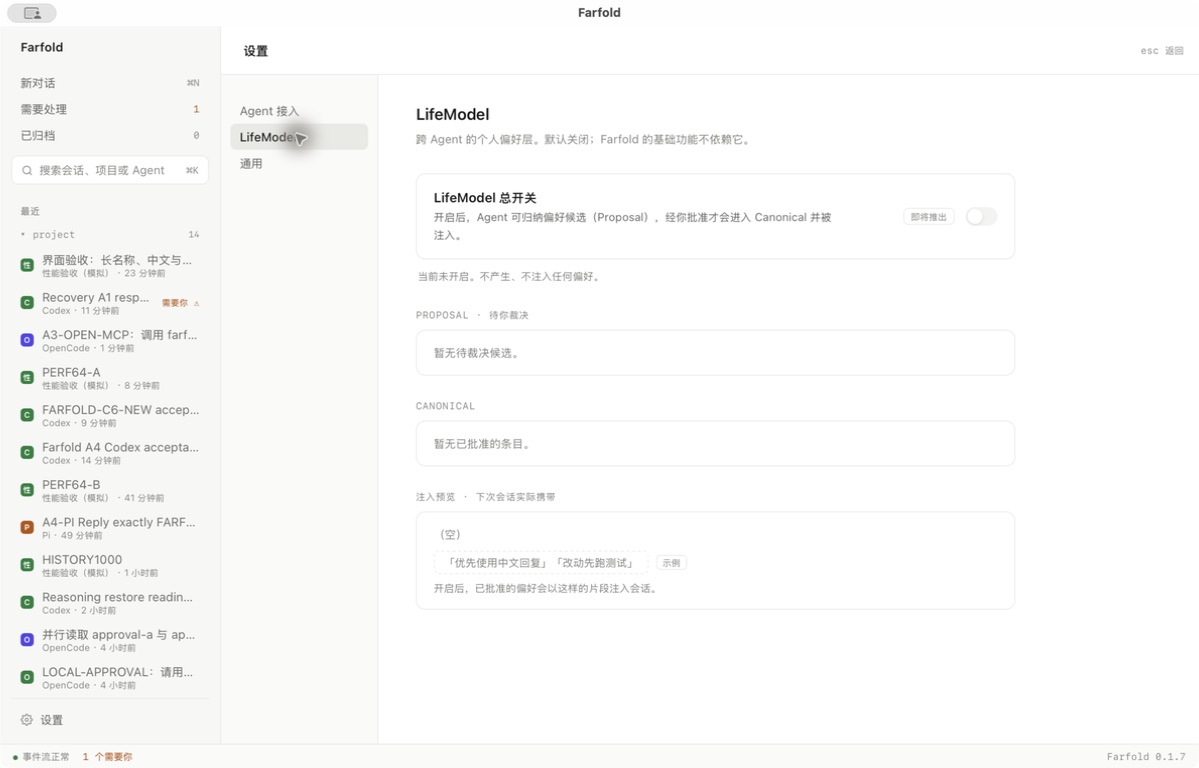 Farfold
Farfold
新对话 ⌘N
需要处理 1
已归档 0
搜索会话、项目或 Agent ⌘K
最近
project 14
性 界面验收：长名称、中文与...
性能验收（模拟） · 23 分钟前
C Recovery A1 resp... 需要你 ⚠
Codex · 11 分钟前
O A3-OPEN-MCP：调用 farf...
OpenCode · 1 分钟前
性 PERF64-A
性能验收（模拟） · 8 分钟前
C FARFOLD-C6-NEW accep...
Codex · 9 分钟前
C Farfold A4 Codex accepta...
Codex · 14 分钟前
性 PERF64-B
性能验收（模拟） · 41 分钟前
P A4-PI Reply exactly FARF...
Pi · 49 分钟前
性 HISTORY1000
性能验收（模拟） · 1 小时前
C Reasoning restore readin...
Codex · 2 小时前
O 并行读取 approval-a 与 ap...
OpenCode · 4 小时前
O LOCAL-APPROVAL：请用...
OpenCode · 4 小时前
设置
设置
esc 返回
Agent 接入
LifeMode
通用
LifeModel
跨 Agent 的个人偏好层。默认关闭；Farfold 的基础功能不依赖它。
LifeModel 总开关
开启后，Agent 可归纳偏好候选（Proposal），经你批准才会进入 Canonical 并被
注入。
即将推出
当前未开启。不产生、不注入任何偏好。
PROPOSAL · 待你裁决
暂无待裁决候选。
CANONICAL
暂无已批准的条目。
注入预览 · 下次会话实际携带
（空）
「优先使用中文回复」「改动先跑测试」 示例
开启后，已批准的偏好会以这样的片段注入会话。
事件流正常 1 个需要你
Farfold 0.1.7